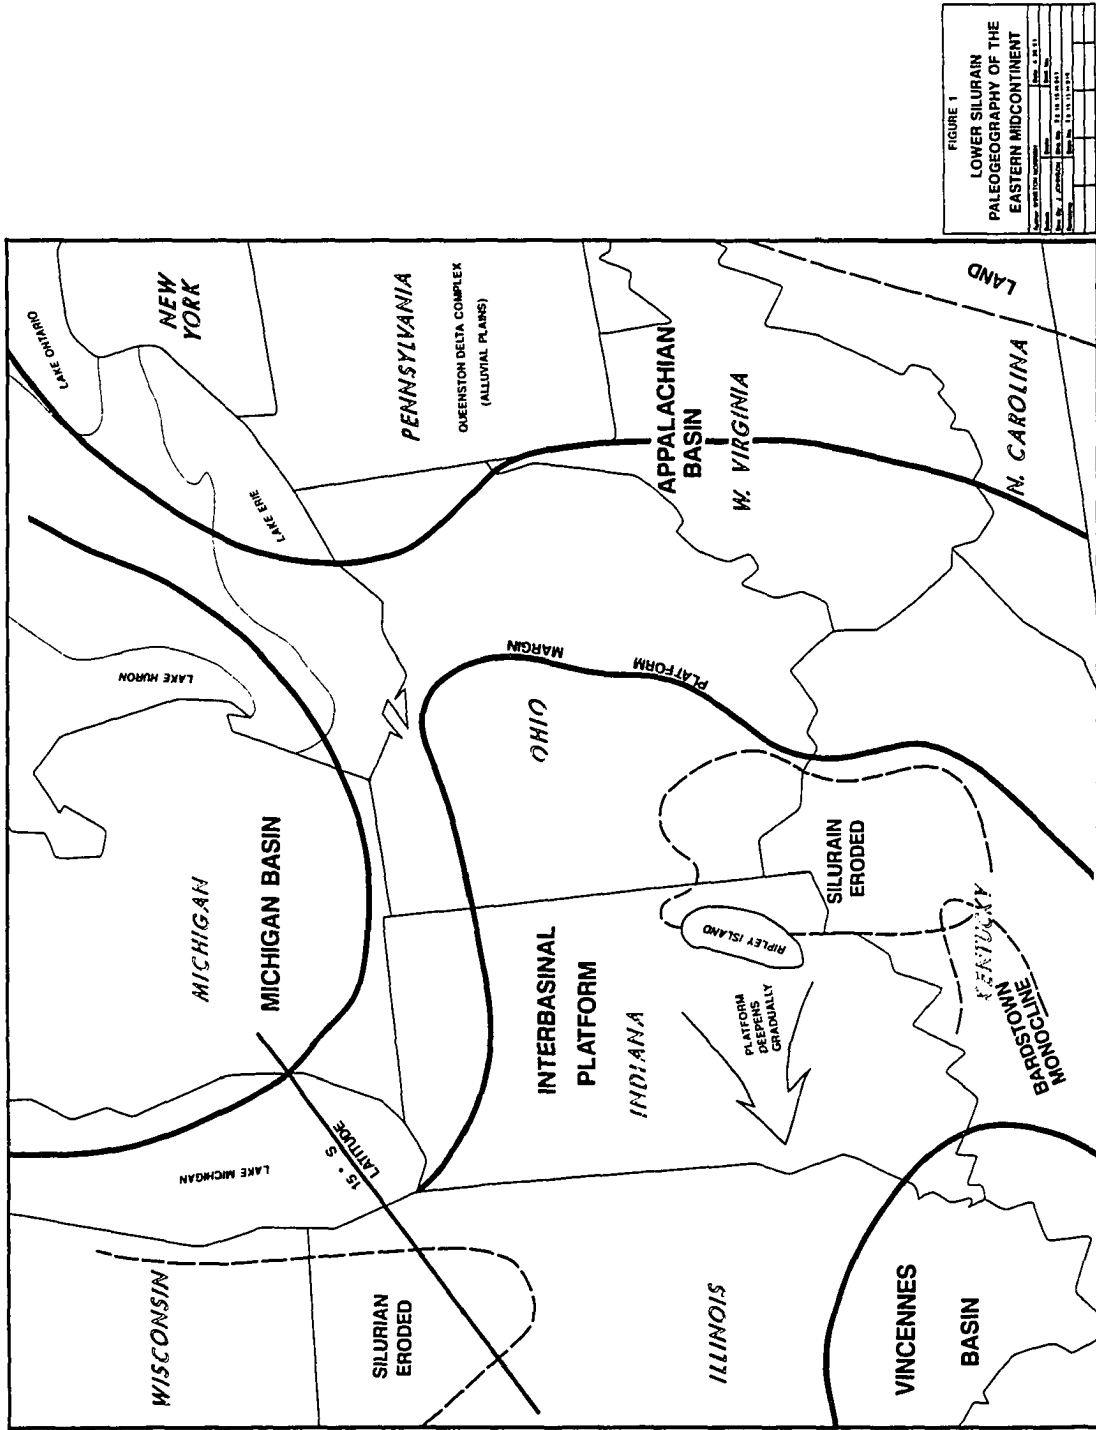 FIGURE 1
LOWER SILURAIN
PALEOGEOGRAPHY OF THE
EASTERN MIDCONTINENT
LAKE ONTARIO
NEW
YORK
PENNSYLVANIA
QUEENSTON DELTA COMPLEX
(ALLUVIAL PLAINS)
LAND
APPALACHIAN
BASIN
W. VIRGINIA
N. CAROLINA
LAKE ERIE
LAKE HURON
MARGIN
PLATFORM
OHIO
MICHIGAN
MICHIGAN BASIN
SILURAIN
ERODED
RIPLEY ISLAND
KENTUCKY
INTERBASINAL
PLATFORM
INDIANA
PLATFORM
DEEPENS
GRADUALLY
BARDSTOWN
MONOCLINE
LAKE MICHIGAN
15° S
LATITUDE
WISCONSIN
SILURIAN
ERODED
ILLINOIS
VINCENNES
BASIN